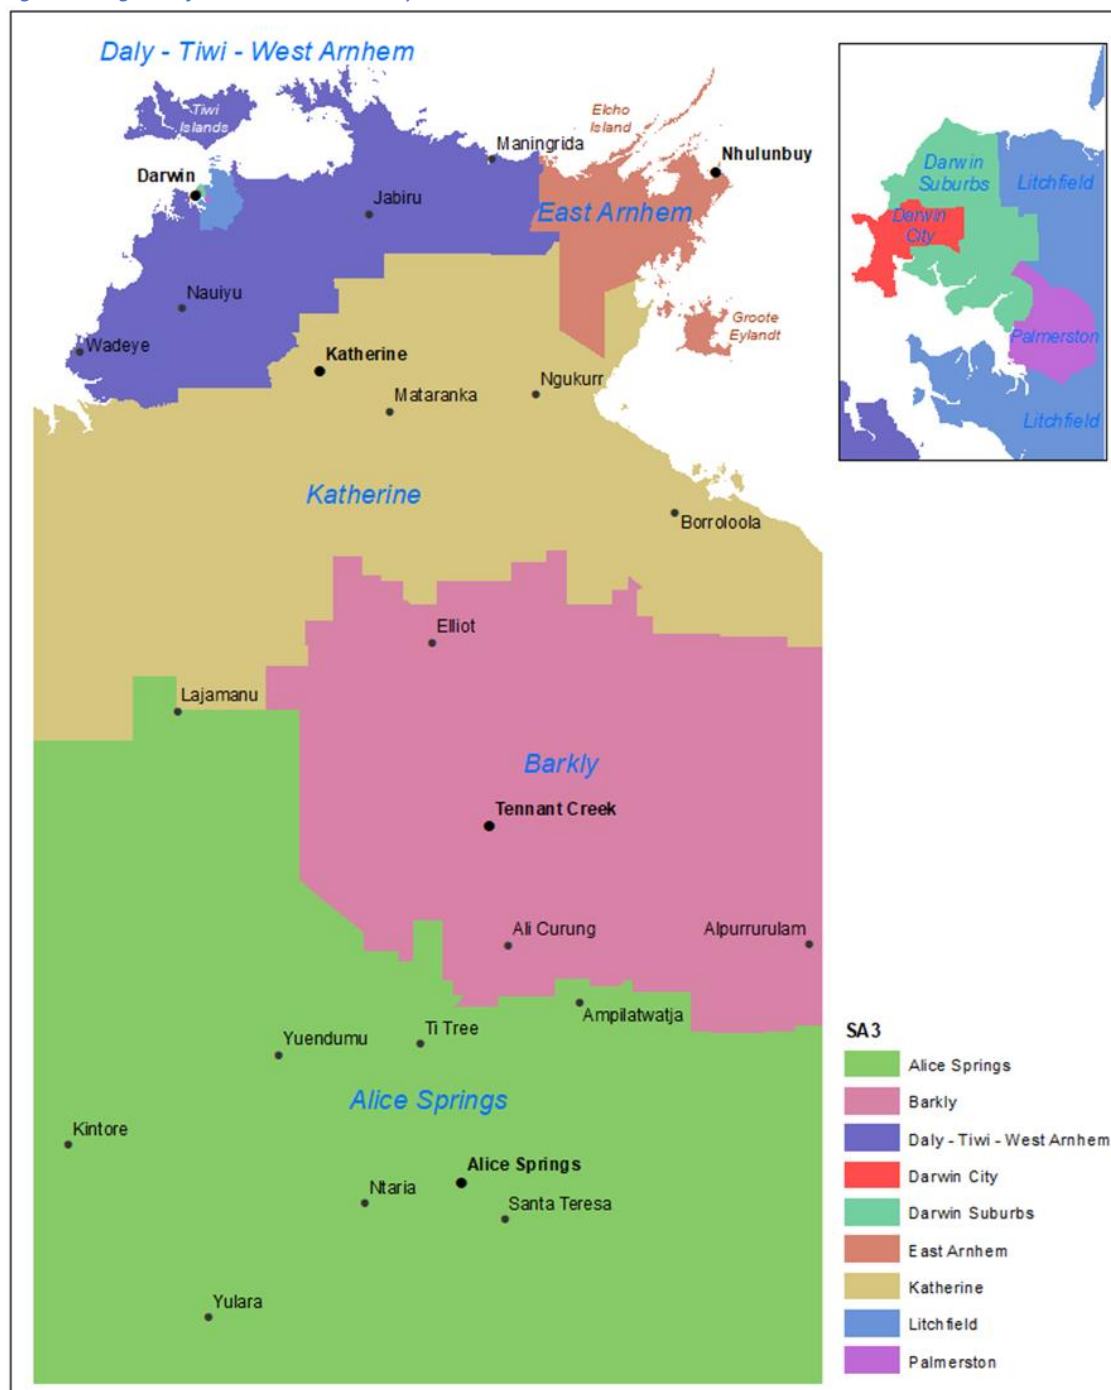 Daly - Tiwi - West Arnhem
Tiwi
Islands
Elcho
Island
Maningrida
Nhulunbuy
Darwin
Jabiru
East Arnhem
Nauiyu
Groote
Eylandt
Wadeye
Katherine
Ngukurr
Mataranka
Katherine
Borroloola
Elliot
Lajamanu
Barkly
Tennant Creek
Ali Curung
Alpurrurulam
Ampilatwatja
Ti Tree
Yuendumu
Alice Springs
Kintore
Alice Springs
Ntaria
Santa Teresa
Yulara
Darwin
Suburbs
Litchfield
Darwin
City
Palmerston
Litchfield
SA3
Alice Springs
Barkly
Daly - Tiwi - West Arnhem
Darwin City
Darwin Suburbs
East Arnhem
Katherine
Litchfield
Palmerston